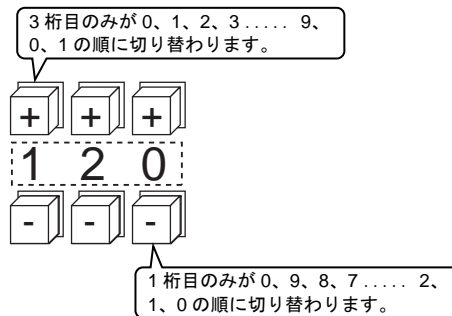 3 桁目のみが 0、1、2、3 ..... 9、
0、1 の順に切り替わります。
+ + +
1 2 0
- - -
1 桁目のみが 0、9、8、7 ..... 2、
1、0 の順に切り替わります。